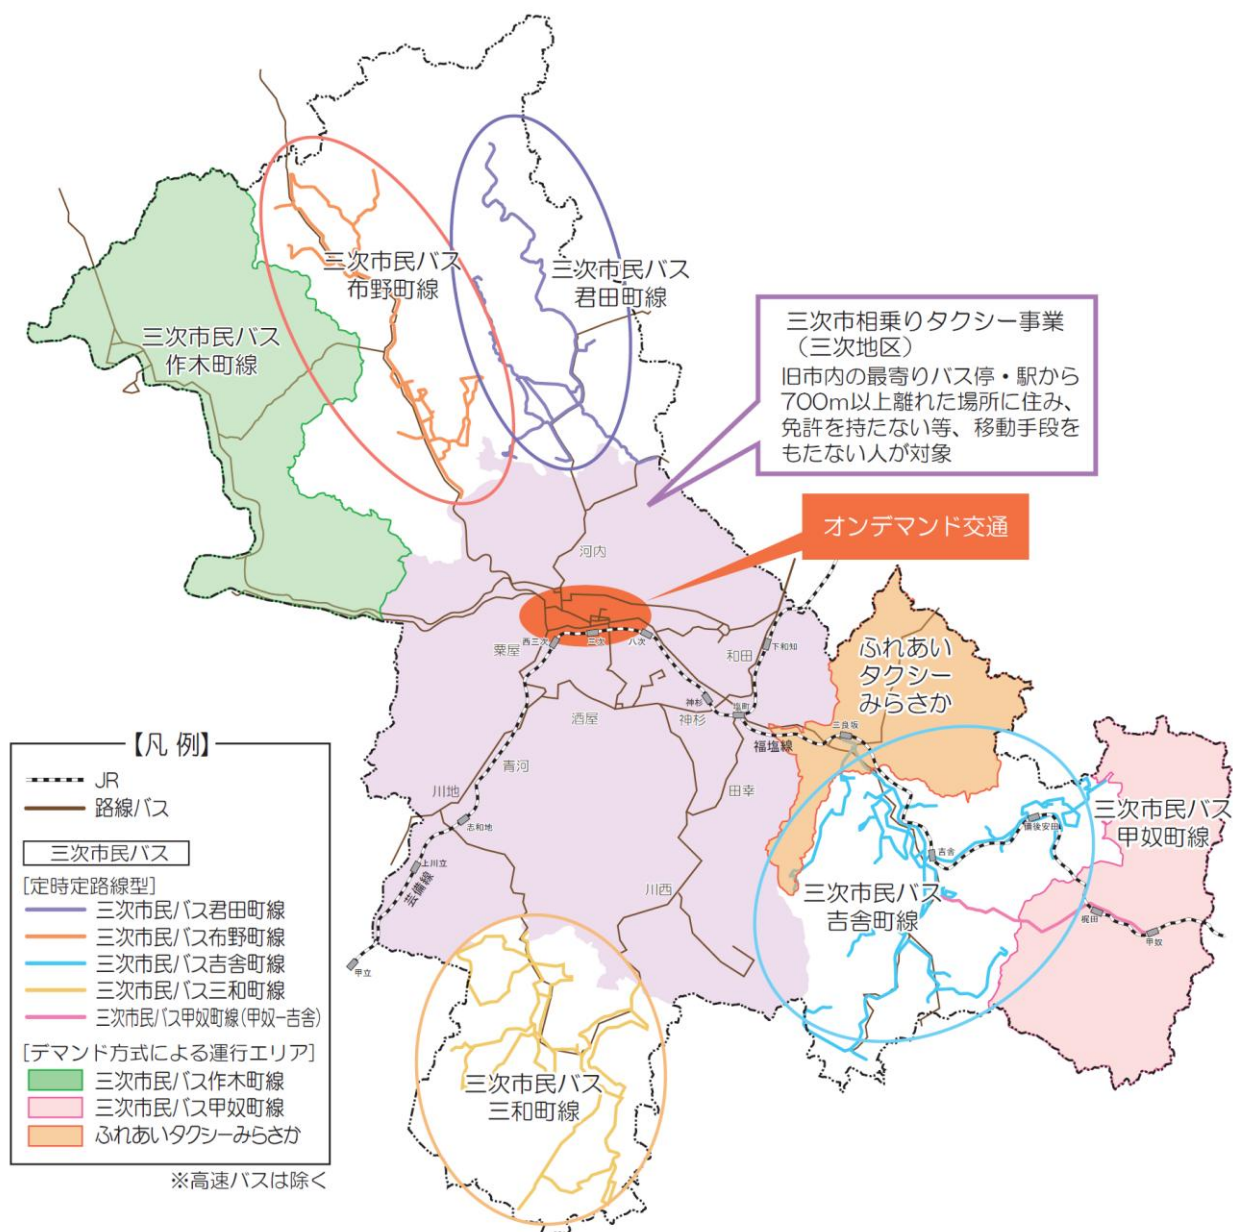 三次市民バス
布野町線
三次市民バス
君田町線
三次市民バス
作木町線
三次市相乗りタクシー事業
（三次地区）
旧市内の最寄りバス停・駅から
700m以上離れた場所に住み、
免許を持たない等、移動手段を
もたない人が対象
オンデマンド交通
河内
西三次
三次
八次
粟屋
和田
下和知
ふれあい
タクシー
みらさか
酒屋
神杉
神杉
塩町
三良坂
福塩線
青河
川地
田幸
志和地
上川立
芸備線
甲立
川西
吉舎
備後安田
三次市民バス
甲奴町線
三次市民バス
吉舎町線
梶田
甲奴
三次市民バス
三和町線
【凡 例】
JR
路線バス
三次市民バス
[定時定路線型]
三次市民バス君田町線
三次市民バス布野町線
三次市民バス吉舎町線
三次市民バス三和町線
三次市民バス甲奴町線(甲奴−吉舎)
[デマンド方式による運行エリア]
三次市民バス作木町線
三次市民バス甲奴町線
ふれあいタクシーみらさか
※高速バスは除く